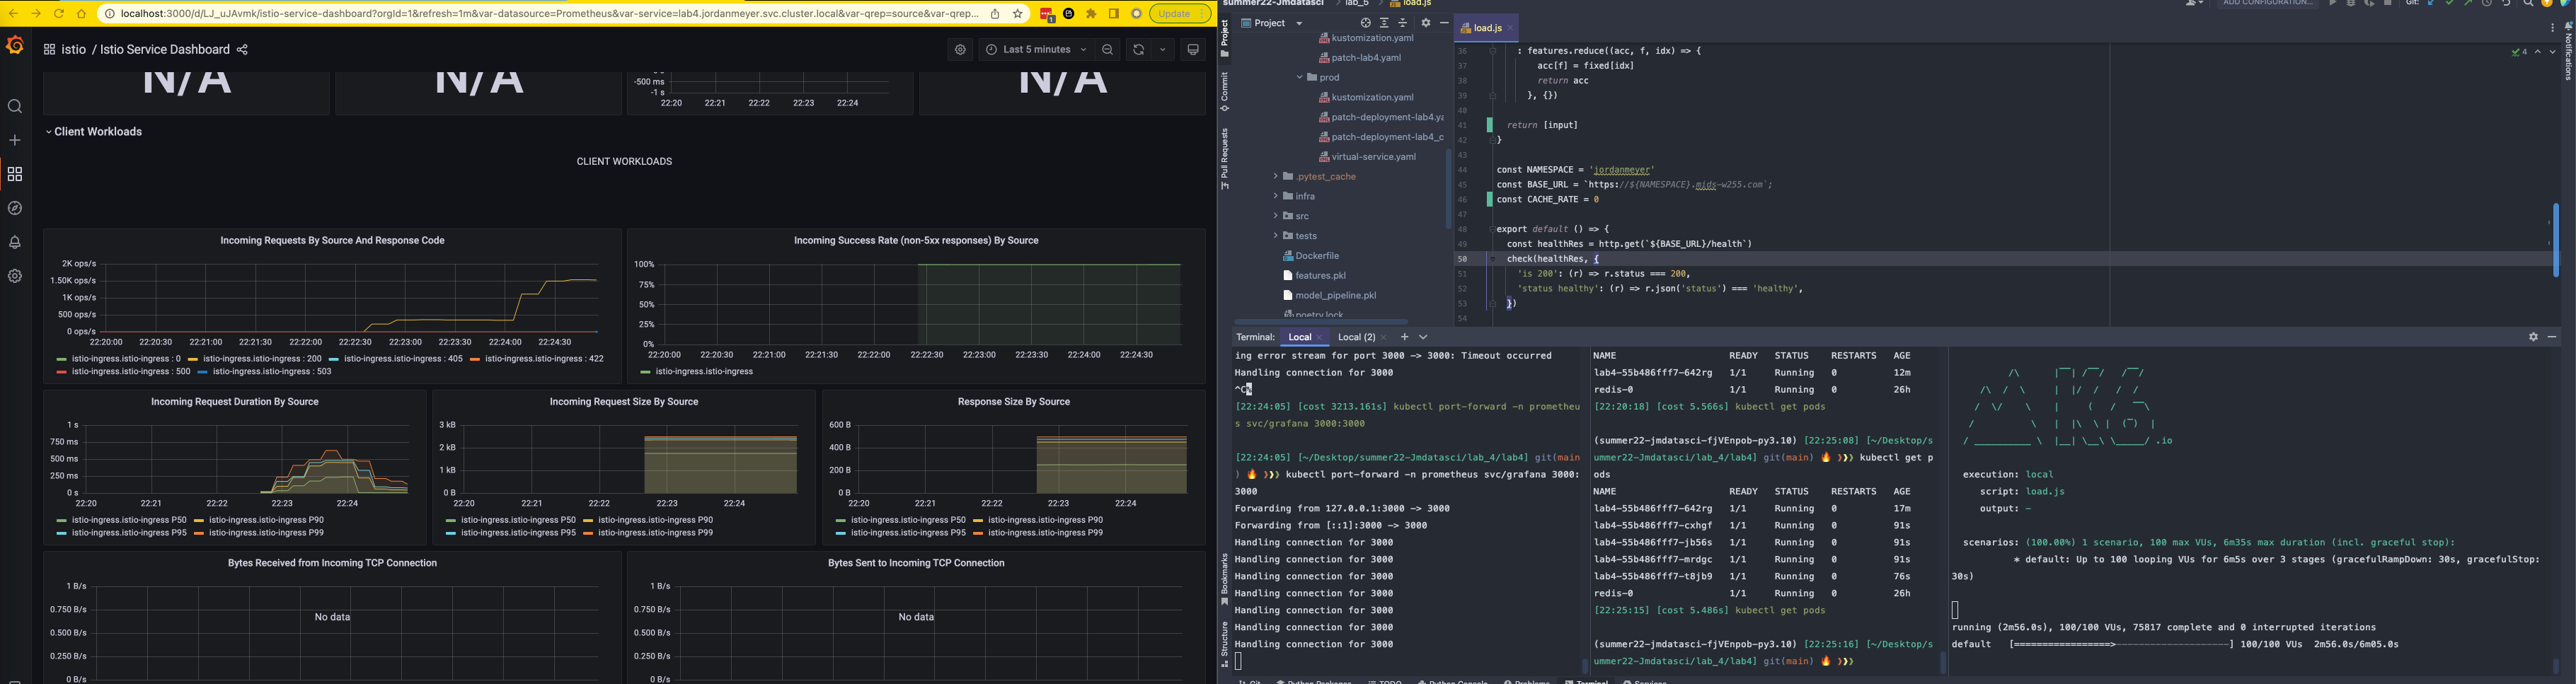 localhost:3000/d/LJ_uJAvmk/istio-service-dashboard?orgId=1&refresh=1m&var-datasource=Prometheus&var-service=lab4.jordanmeyer.svc.cluster.local&var-qrep=source&var-qrep...
Update
istio / Istio Service Dashboard
Last 5 minutes
N/A
N/A
-500 ms
-1 s
22:20 22:21 22:22 22:23 22:24
N/A
Client Workloads
CLIENT WORKLOADS
Incoming Requests By Source And Response Code
2K ops/s
1.50K ops/s
1K ops/s
500 ops/s
0 ops/s
22:20:00 22:20:30 22:21:00 22:21:30 22:22:00 22:22:30 22:23:00 22:23:30 22:24:00 22:24:30
istio-ingress.istio-ingress : 0 istio-ingress.istio-ingress : 200 istio-ingress.istio-ingress : 405 istio-ingress.istio-ingress : 422
istio-ingress.istio-ingress : 500 istio-ingress.istio-ingress : 503
Incoming Success Rate (non-5xx responses) By Source
100%
75%
50%
25%
0%
22:20:00 22:20:30 22:21:00 22:21:30 22:22:00 22:22:30 22:23:00 22:23:30 22:24:00 22:24:30
istio-ingress.istio-ingress
Incoming Request Duration By Source
1 s
750 ms
500 ms
250 ms
0 s
22:20 22:21 22:22 22:23 22:24
istio-ingress.istio-ingress P50 istio-ingress.istio-ingress P90
istio-ingress.istio-ingress P95 istio-ingress.istio-ingress P99
Incoming Request Size By Source
3 kB
2 kB
1 kB
0 B
22:20 22:21 22:22 22:23 22:24
istio-ingress.istio-ingress P50 istio-ingress.istio-ingress P90
istio-ingress.istio-ingress P95 istio-ingress.istio-ingress P99
Response Size By Source
600 B
400 B
200 B
0 B
22:20 22:21 22:22 22:23 22:24
istio-ingress.istio-ingress P50 istio-ingress.istio-ingress P90
istio-ingress.istio-ingress P95 istio-ingress.istio-ingress P99
Bytes Received from Incoming TCP Connection
1 B/s
0.750 B/s
0.500 B/s
0.250 B/s
0 B/s
No data
Bytes Sent to Incoming TCP Connection
1 B/s
0.750 B/s
0.500 B/s
0.250 B/s
0 B/s
No data
summer22-Jmdatasci lab_5 load.js
ADD CONFIGURATION... Git:
Project
Commit
Pull Requests
Bookmarks
Structure
Notifications
Project
kustomization.yaml
patch-lab4.yaml
prod
kustomization.yaml
patch-deployment-lab4.ya
patch-deployment-lab4_c
virtual-service.yaml
.pytest_cache
infra
src
tests
Dockerfile
features.pkl
model_pipeline.pkl
poetry.lock
load.js
4
36 : features.reduce((acc, f, idx) => {
37 acc[f] = fixed[idx]
38 return acc
39 }, {})
40
41 return [input]
42 }
43
44 const NAMESPACE = 'jordanmeyer'
45 const BASE_URL = `https://${NAMESPACE}.mids-w255.com`;
46 const CACHE_RATE = 0
47
48 export default () => {
49 const healthRes = http.get(`${BASE_URL}/health`)
50 check(healthRes, {
51 'is 200': (r) => r.status === 200,
52 'status healthy': (r) => r.json('status') === 'healthy',
53 })
54
Terminal: Local Local (2)
ing error stream for port 3000 -> 3000: Timeout occurred
Handling connection for 3000
^C%
[22:24:05] [cost 3213.161s] kubectl port-forward -n prometheu
s svc/grafana 3000:3000
[22:24:05] [~/Desktop/summer22-Jmdatasci/lab_4/lab4] git(main
) 🔥 ❱❱❱ kubectl port-forward -n prometheus svc/grafana 3000:
3000
Forwarding from 127.0.0.1:3000 -> 3000
Forwarding from [::1]:3000 -> 3000
Handling connection for 3000
Handling connection for 3000
Handling connection for 3000
Handling connection for 3000
Handling connection for 3000
Handling connection for 3000
Handling connection for 3000
NAME READY STATUS RESTARTS AGE
lab4-55b486fff7-642rg 1/1 Running 0 12m
redis-0 1/1 Running 0 26h
[22:20:18] [cost 5.566s] kubectl get pods
(summer22-jmdatasci-fjVEnpob-py3.10) [22:25:08] [~/Desktop/s
ummer22-Jmdatasci/lab_4/lab4] git(main) 🔥 ❱❱❱ kubectl get p
ods
NAME READY STATUS RESTARTS AGE
lab4-55b486fff7-642rg 1/1 Running 0 17m
lab4-55b486fff7-cxhgf 1/1 Running 0 91s
lab4-55b486fff7-jb56s 1/1 Running 0 91s
lab4-55b486fff7-mrdgc 1/1 Running 0 91s
lab4-55b486fff7-t8jb9 1/1 Running 0 76s
redis-0 1/1 Running 0 26h
[22:25:15] [cost 5.486s] kubectl get pods
(summer22-jmdatasci-fjVEnpob-py3.10) [22:25:16] [~/Desktop/s
ummer22-Jmdatasci/lab_4/lab4] git(main) 🔥 ❱❱❱
.io
execution: local
script: load.js
output: -
scenarios: (100.00%) 1 scenario, 100 max VUs, 6m35s max duration (incl. graceful stop):
* default: Up to 100 looping VUs for 6m5s over 3 stages (gracefulRampDown: 30s, gracefulStop:
30s)
running (2m56.0s), 100/100 VUs, 75817 complete and 0 interrupted iterations
default [================>---------------------] 100/100 VUs 2m56.0s/6m05.0s
Git Python Packages TODO Python Console Problems Terminal Services